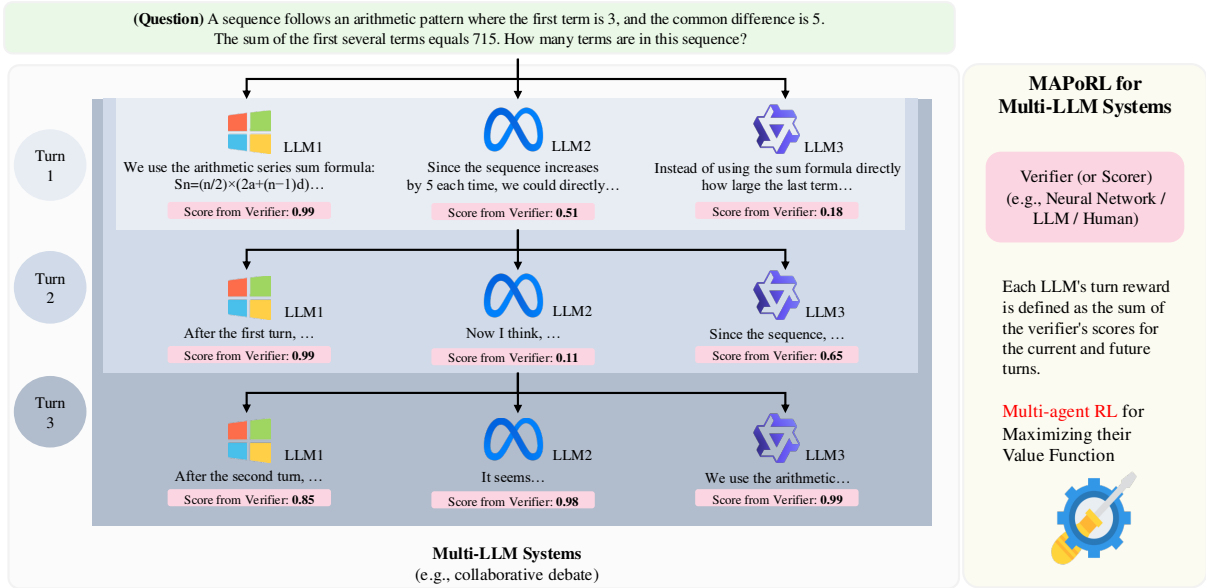 (Question) A sequence follows an arithmetic pattern where the first term is 3, and the common difference is 5.
The sum of the first several terms equals 715. How many terms are in this sequence?
Turn
1
LLM1
We use the arithmetic series sum formula:
Sn=(n/2)×(2a+(n−1)d)…
Score from Verifier: 0.99
LLM2
Since the sequence increases
by 5 each time, we could directly…
Score from Verifier: 0.51
LLM3
Instead of using the sum formula directly
how large the last term…
Score from Verifier: 0.18
Turn
2
LLM1
After the first turn, …
Score from Verifier: 0.99
LLM2
Now I think, …
Score from Verifier: 0.11
LLM3
Since the sequence, …
Score from Verifier: 0.65
Turn
3
LLM1
After the second turn, …
Score from Verifier: 0.85
LLM2
It seems…
Score from Verifier: 0.98
LLM3
We use the arithmetic…
Score from Verifier: 0.99
Multi-LLM Systems
(e.g., collaborative debate)
MAPoRL for
Multi-LLM Systems
Verifier (or Scorer)
(e.g., Neural Network /
LLM / Human)
Each LLM's turn reward
is defined as the sum of
the verifier's scores for
the current and future
turns.
Multi-agent RL for
Maximizing their
Value Function